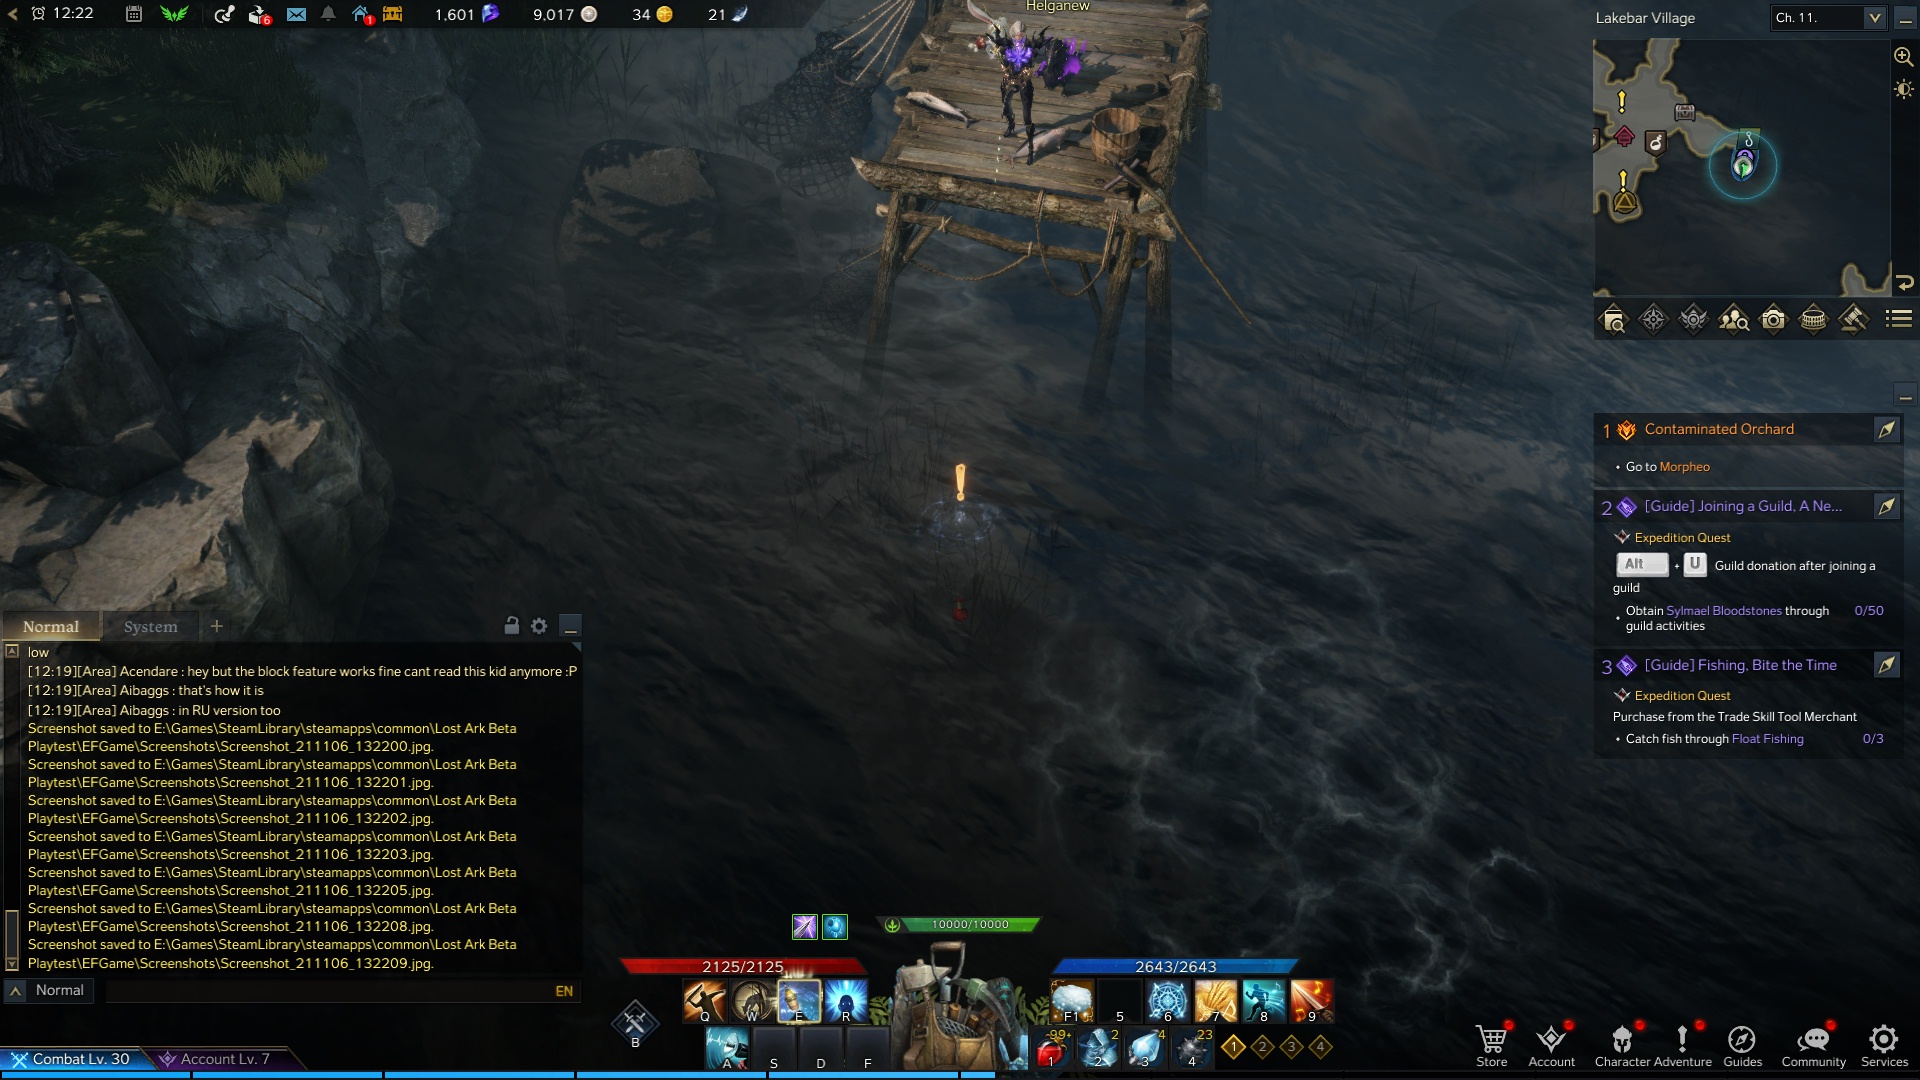 12:22
6
1
1,601
9,017
34
21
Helganew
Lakebar Village
Ch. 11.
1 Contaminated Orchard
Go to Morpheo
2 [Guide] Joining a Guild, A Ne...
Expedition Quest
Alt + U Guild donation after joining a
guild
Obtain Sylmael Bloodstones through 0/50
guild activities
3 [Guide] Fishing, Bite the Time
Expedition Quest
Purchase from the Trade Skill Tool Merchant
Catch fish through Float Fishing 0/3
Normal
System
low
[12:19][Area] Acendare : hey but the block feature works fine cant read this kid anymore :P
[12:19][Area] Aibaggs : that's how it is
[12:19][Area] Aibaggs : in RU version too
Screenshot saved to E:\Games\SteamLibrary\steamapps\common\Lost Ark Beta
Playtest\EFGame\Screenshots\Screenshot_211106_132200.jpg.
Screenshot saved to E:\Games\SteamLibrary\steamapps\common\Lost Ark Beta
Playtest\EFGame\Screenshots\Screenshot_211106_132201.jpg.
Screenshot saved to E:\Games\SteamLibrary\steamapps\common\Lost Ark Beta
Playtest\EFGame\Screenshots\Screenshot_211106_132202.jpg.
Screenshot saved to E:\Games\SteamLibrary\steamapps\common\Lost Ark Beta
Playtest\EFGame\Screenshots\Screenshot_211106_132203.jpg.
Screenshot saved to E:\Games\SteamLibrary\steamapps\common\Lost Ark Beta
Playtest\EFGame\Screenshots\Screenshot_211106_132205.jpg.
Screenshot saved to E:\Games\SteamLibrary\steamapps\common\Lost Ark Beta
Playtest\EFGame\Screenshots\Screenshot_211106_132208.jpg.
Screenshot saved to E:\Games\SteamLibrary\steamapps\common\Lost Ark Beta
Playtest\EFGame\Screenshots\Screenshot_211106_132209.jpg.
Normal
EN
Combat Lv. 30
Account Lv. 7
10000/10000
2125/2125
2643/2643
B
Q W E R
A S D F
F1 5 6 7 8 9
99+ 2 4 23
1 2 3 4
1 2 3 4
Store
Account
Character
Adventure
Guides
Community
Services